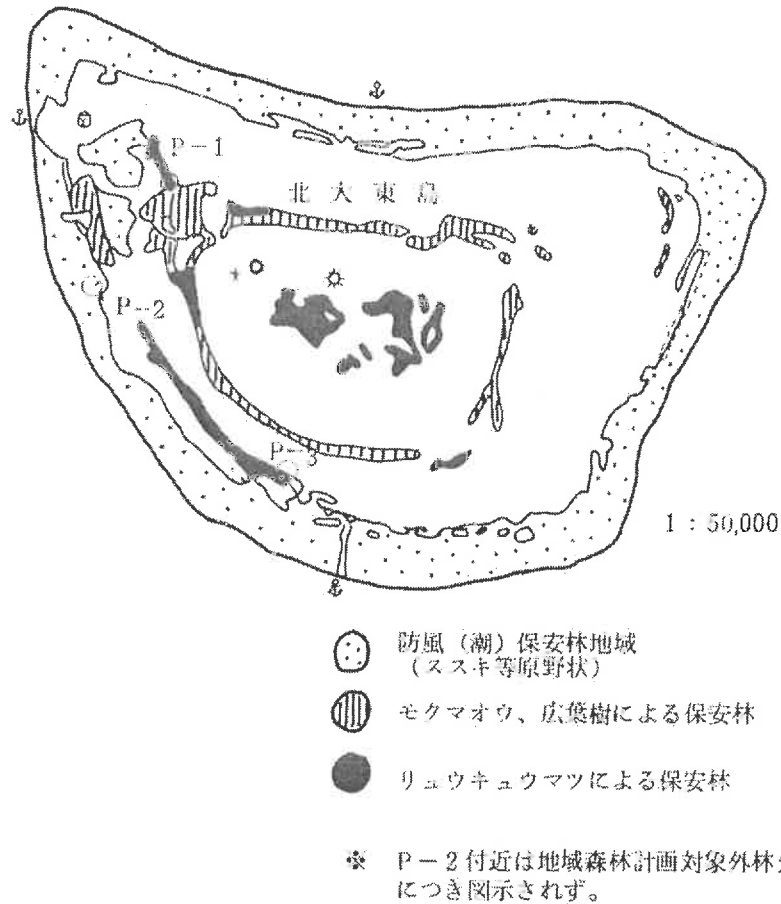 P-1
北大東島
P-2
P-3
1：50,000
防風（潮）保安林地域
（ススキ等原野状）
モクマオウ、広葉樹による保安林
リュウキュウマツによる保安林
※ P－2付近は地域森林計画対象外林
につき図示されず。